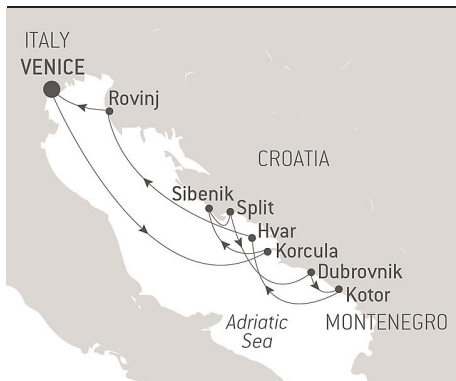 ITALY
VENICE
Rovinj
CROATIA
Sibenik
Split
Hvar
Korcula
Dubrovnik
Kotor
Adriatic
Sea
MONTENEGRO